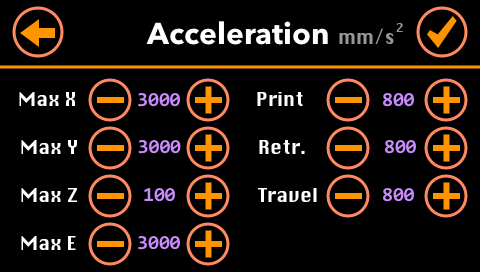 Acceleration mm/s²
Max X 3000 Print 800
Max Y 3000 Retr. 800
Max Z 100 Travel 800
Max E 3000